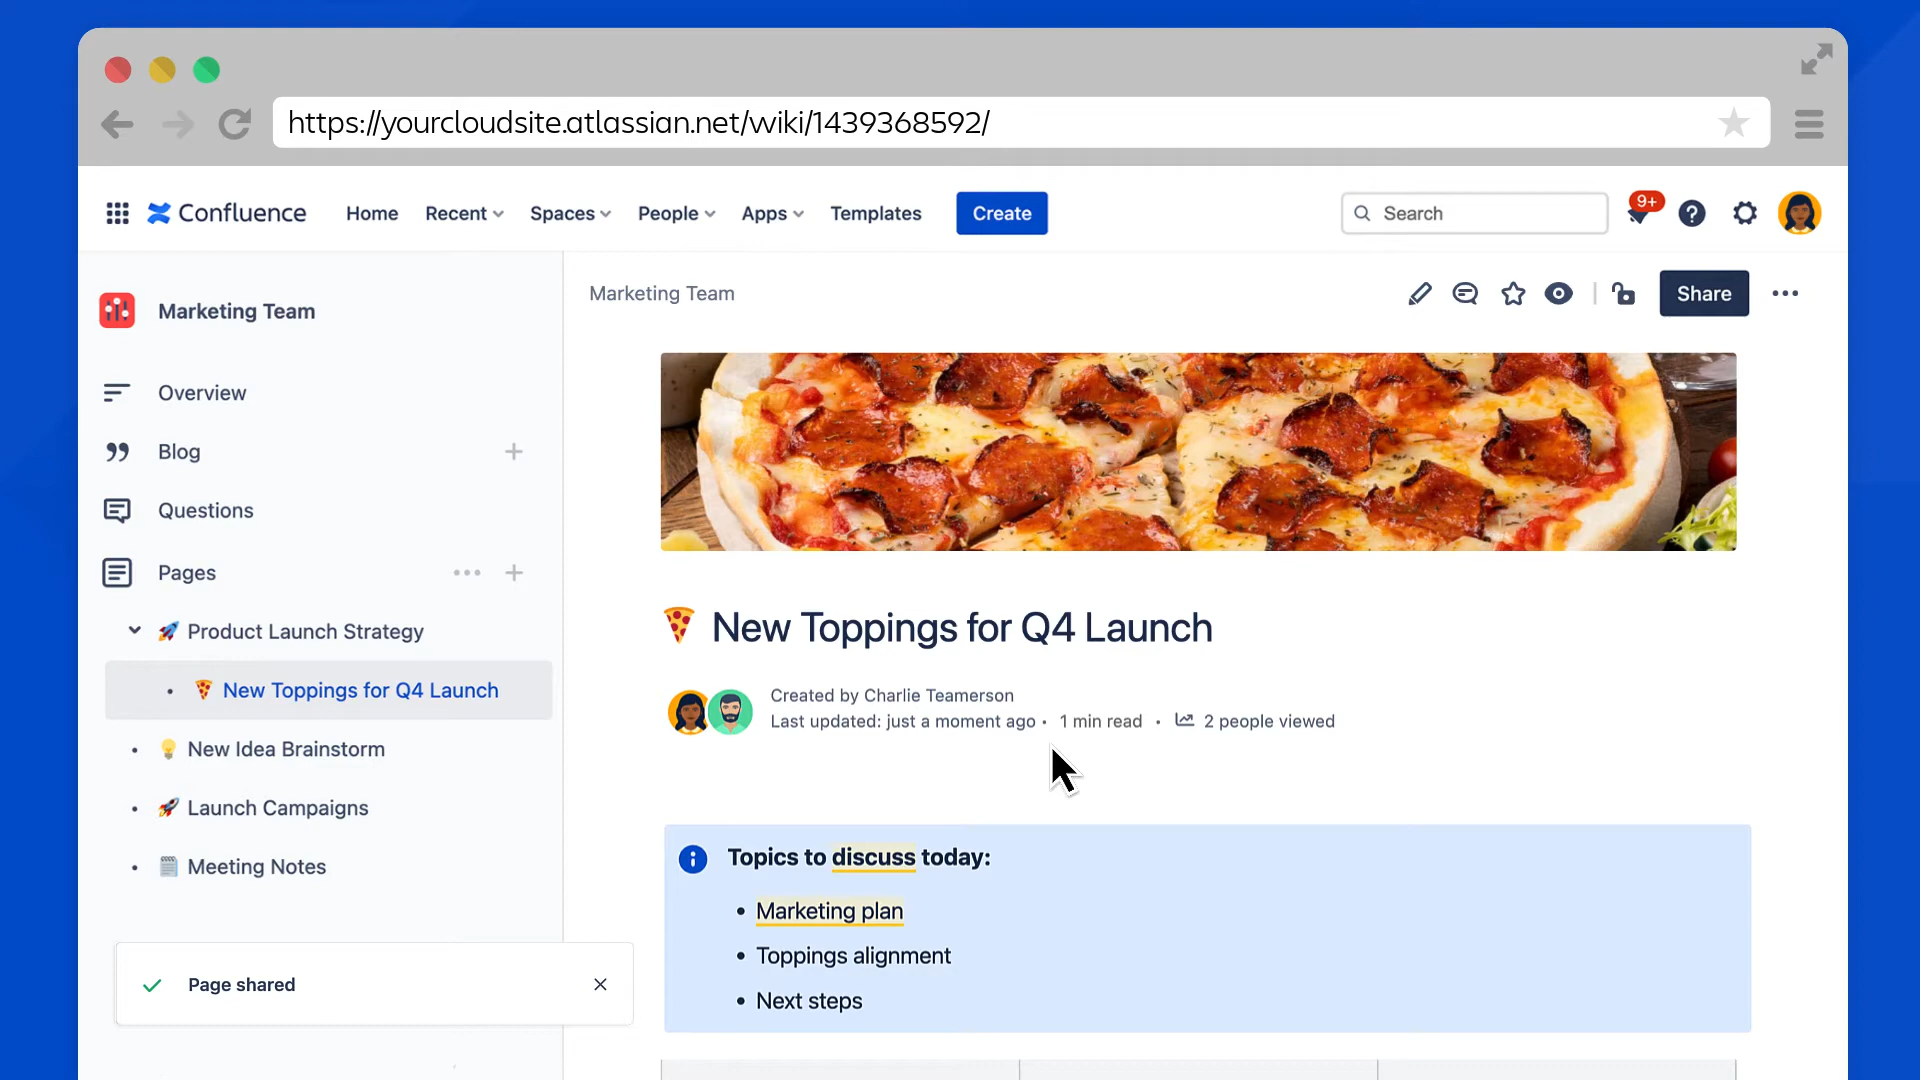 https://yourcloudsite.atlassian.net/wiki/1439368592/
Confluence Home Recent Spaces People Apps Templates Create Search 9+
Marketing Team
Overview
Blog
Questions
Pages
Product Launch Strategy
New Toppings for Q4 Launch
New Idea Brainstorm
Launch Campaigns
Meeting Notes
Page shared
Marketing Team Share
New Toppings for Q4 Launch
Created by Charlie Teamerson
Last updated: just a moment ago • 1 min read • 2 people viewed
Topics to discuss today:
• Marketing plan
• Toppings alignment
• Next steps